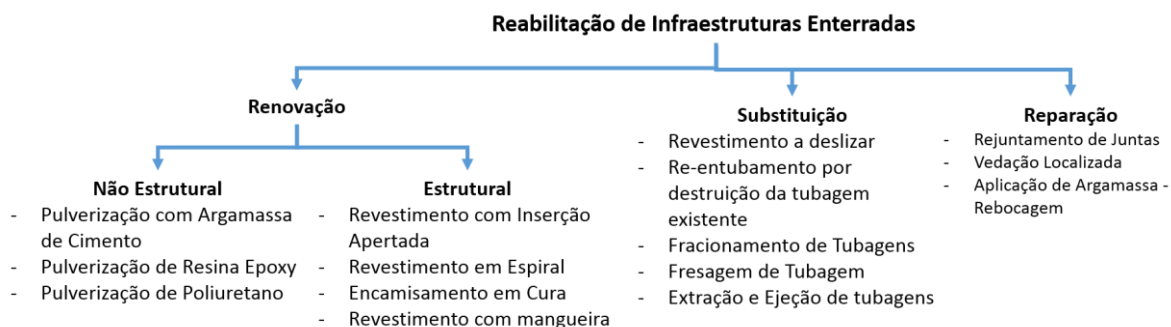 Reabilitação de Infraestruturas Enterradas
Renovação
Não Estrutural
- Pulverização com Argamassa
de Cimento
- Pulverização de Resina Epoxy
- Pulverização de Poliuretano
Estrutural
- Revestimento com Inserção
Apertada
- Revestimento em Espiral
- Encamisamento em Cura
- Revestimento com mangueira
Substituição
- Revestimento a deslizar
- Re-entubamento por
destruição da tubagem
existente
- Fracionamento de Tubagens
- Fresagem de Tubagem
- Extração e Ejeção de tubagens
Reparação
- Rejuntamento de Juntas
- Vedação Localizada
- Aplicação de Argamassa -
Rebocagem